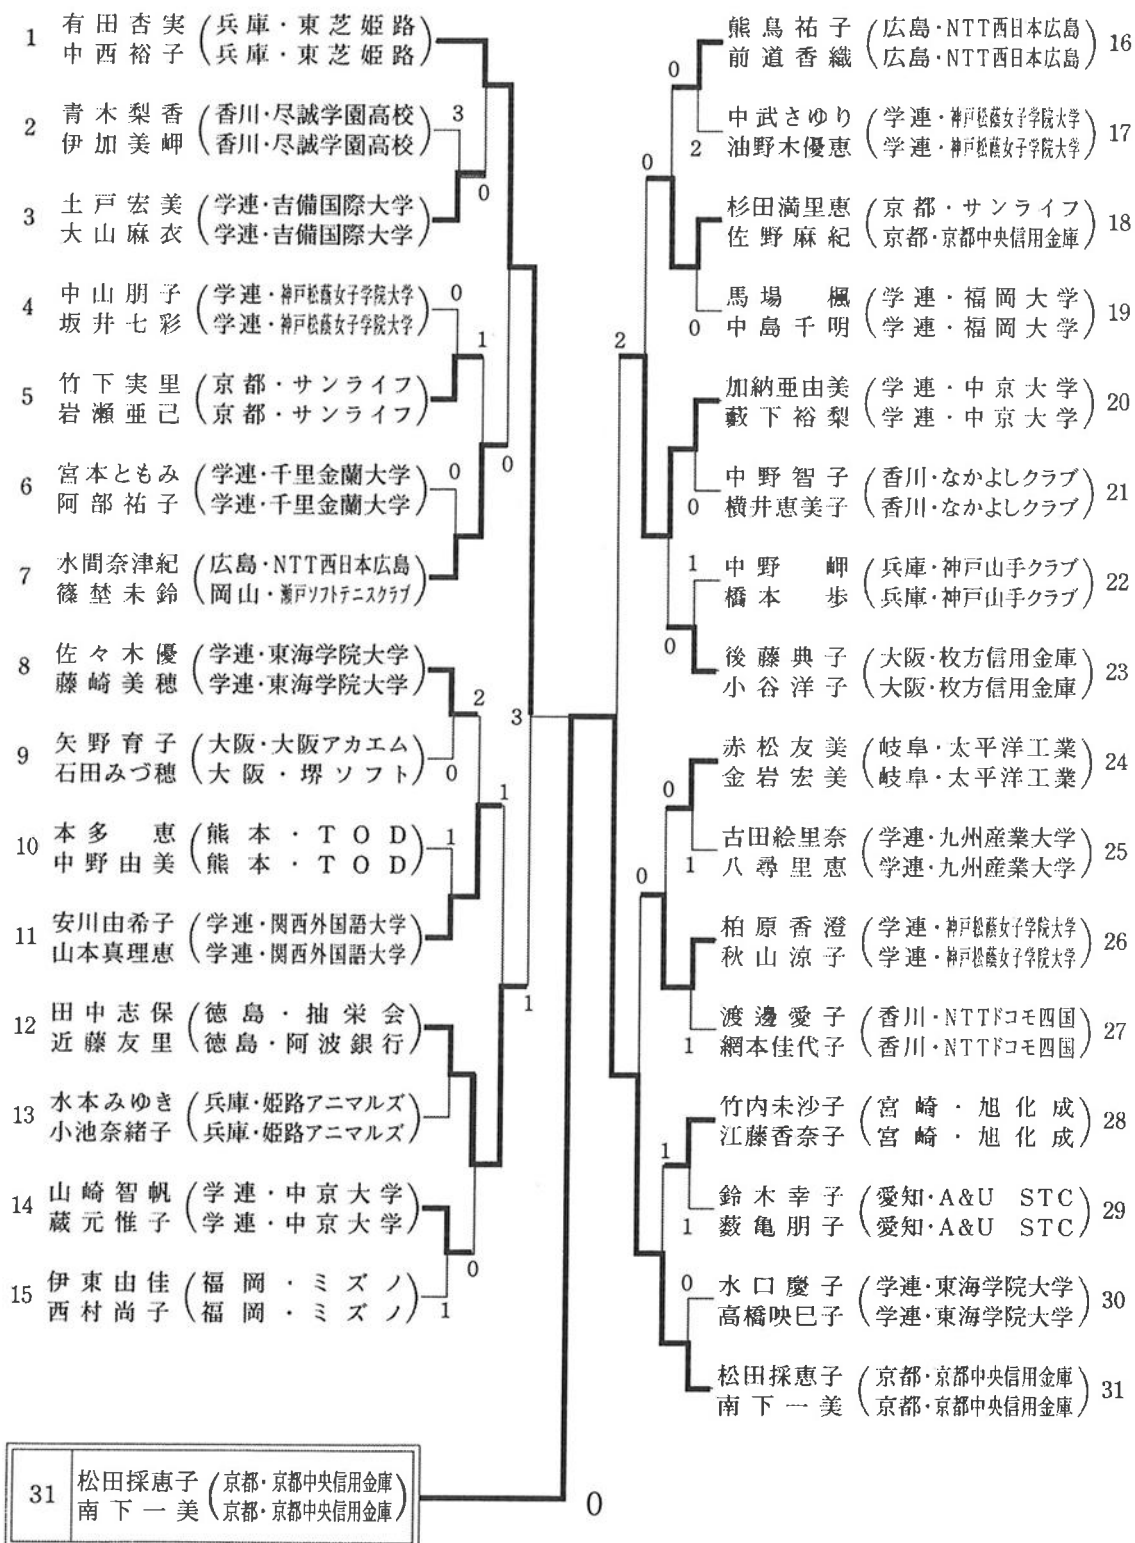 1 有田杏実 (兵庫・東芝姫路)
中西裕子 (兵庫・東芝姫路)
2 青木梨香 (香川・尽誠学園高校) 3
伊加美岬 (香川・尽誠学園高校)
0
3 土戸宏美 (学連・吉備国際大学)
大山麻衣 (学連・吉備国際大学)
4 中山朋子 (学連・神戸松蔭女子学院大学) 0
坂井七彩 (学連・神戸松蔭女子学院大学)
1
5 竹下実里 (京都・サンライフ)
岩瀬亜己 (京都・サンライフ)
0
6 宮本ともみ (学連・千里金蘭大学) 0
阿部祐子 (学連・千里金蘭大学)
7 水間奈津紀 (広島・NTT西日本広島)
篠埜未鈴 (岡山・瀬戸ソフトテニスクラブ)
8 佐々木優 (学連・東海学院大学)
藤崎美穂 (学連・東海学院大学)
2
3
9 矢野育子 (大阪・大阪アカエム)
石田みづ穂 (大阪・堺ソフト) 0
1
10 本多恵 (熊本・TOD) 1
中野由美 (熊本・TOD)
11 安川由希子 (学連・関西外国語大学)
山本真理恵 (学連・関西外国語大学)
1
12 田中志保 (徳島・抽栄会)
近藤友里 (徳島・阿波銀行)
13 水本みゆき (兵庫・姫路アニマルズ)
小池奈緒子 (兵庫・姫路アニマルズ)
14 山崎智帆 (学連・中京大学)
蔵元惟子 (学連・中京大学)
0
15 伊東由佳 (福岡・ミズノ)
西村尚子 (福岡・ミズノ) 1
熊鳥祐子 (広島・NTT西日本広島) 16
前道香織 (広島・NTT西日本広島)
0
中武さゆり (学連・神戸松蔭女子学院大学) 17
2 油野木優恵 (学連・神戸松蔭女子学院大学)
0
杉田満里恵 (京都・サンライフ) 18
佐野麻紀 (京都・京都中央信用金庫)
馬場楓 (学連・福岡大学) 19
0 中島千明 (学連・福岡大学)
2
加納亜由美 (学連・中京大学) 20
藪下裕梨 (学連・中京大学)
中野智子 (香川・なかよしクラブ) 21
0 横井恵美子 (香川・なかよしクラブ)
1 中野岬 (兵庫・神戸山手クラブ) 22
橋本歩 (兵庫・神戸山手クラブ)
0
後藤典子 (大阪・枚方信用金庫) 23
小谷洋子 (大阪・枚方信用金庫)
赤松友美 (岐阜・太平洋工業) 24
金岩宏美 (岐阜・太平洋工業)
0
古田絵里奈 (学連・九州産業大学) 25
1 八尋里恵 (学連・九州産業大学)
0
柏原香澄 (学連・神戸松蔭女子学院大学) 26
秋山涼子 (学連・神戸松蔭女子学院大学)
渡邊愛子 (香川・NTTドコモ四国) 27
1 網本佳代子 (香川・NTTドコモ四国)
竹内未沙子 (宮崎・旭化成) 28
江藤香奈子 (宮崎・旭化成)
1
鈴木幸子 (愛知・A&U STC) 29
1 薮亀朋子 (愛知・A&U STC)
0 水口慶子 (学連・東海学院大学) 30
高橋映巳子 (学連・東海学院大学)
松田採恵子 (京都・京都中央信用金庫) 31
南下一美 (京都・京都中央信用金庫)
31 松田採恵子 (京都・京都中央信用金庫)
南下一美 (京都・京都中央信用金庫)
0